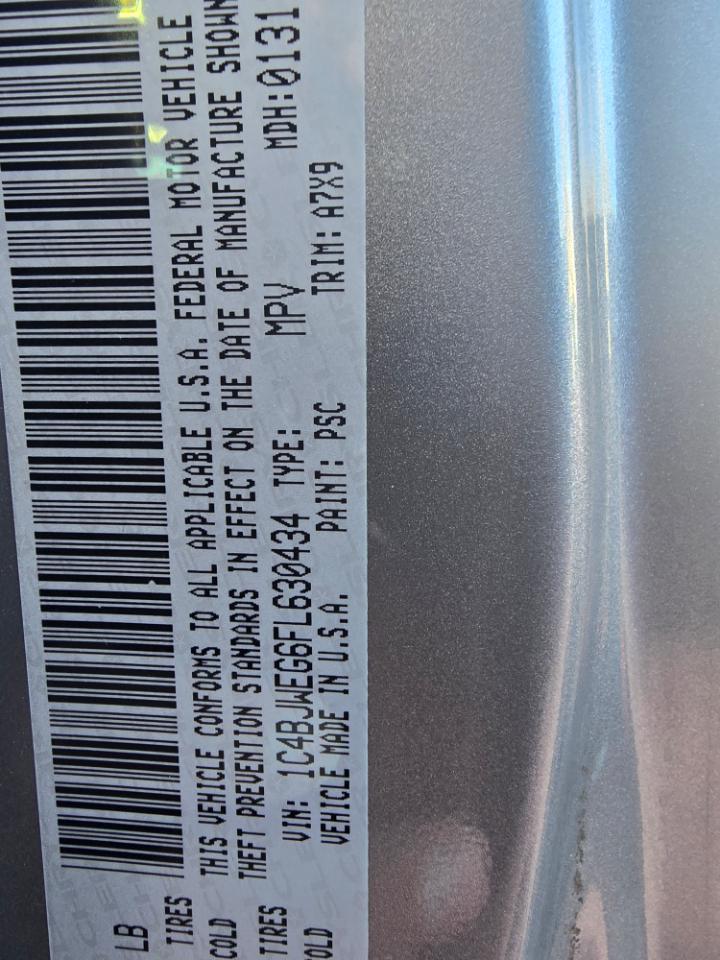 THIS VEHICLE CONFORMS TO ALL APPLICABLE U.S.A. FEDERAL MOTOR VEHICLE
THEFT PREVENTION STANDARDS IN EFFECT ON THE DATE OF MANUFACTURE SHOWN
VIN: 1C4BJWEG6FL630434 TYPE: MPV MDH:0131
VEHICLE MADE IN U.S.A. PAINT: PSC TRIM: A7X9
LB
TIRES
COLD
TIRES
OLD